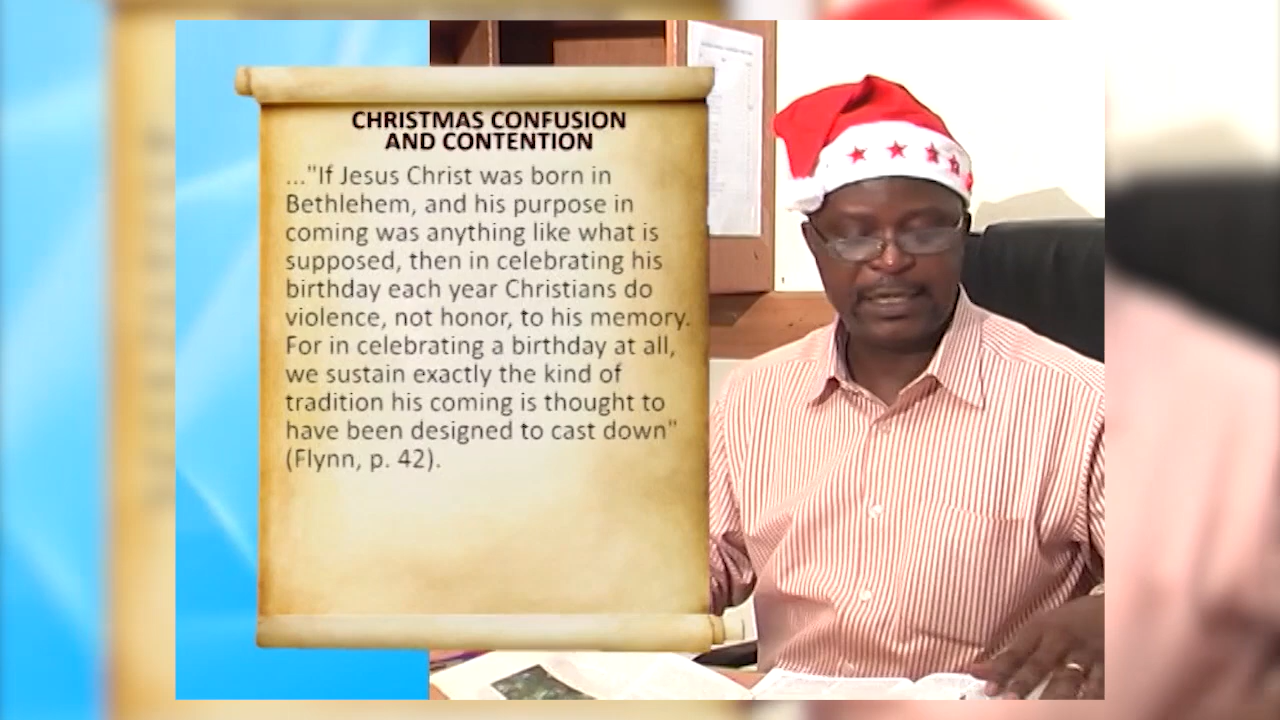 CHRISTMAS CONFUSION
AND CONTENTION
..."If Jesus Christ was born in
Bethlehem, and his purpose in
coming was anything like what is
supposed, then in celebrating his
birthday each year Christians do
violence, not honor, to his memory.
For in celebrating a birthday at all,
we sustain exactly the kind of
tradition his coming is thought to
have been designed to cast down"
(Flynn, p. 42).